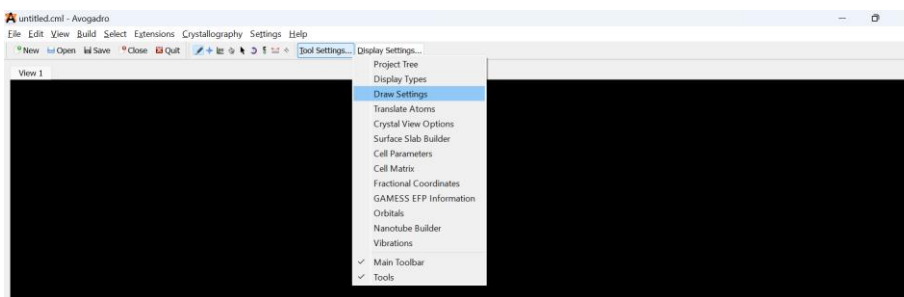 untitled.cml - Avogadro
File Edit View Build Select Extensions Crystallography Settings Help
New Open Save Close Quit Tool Settings... Display Settings...
View 1
Project Tree
Display Types
Draw Settings
Translate Atoms
Crystal View Options
Surface Slab Builder
Cell Parameters
Cell Matrix
Fractional Coordinates
GAMESS EFP Information
Orbitals
Nanotube Builder
Vibrations
Main Toolbar
Tools